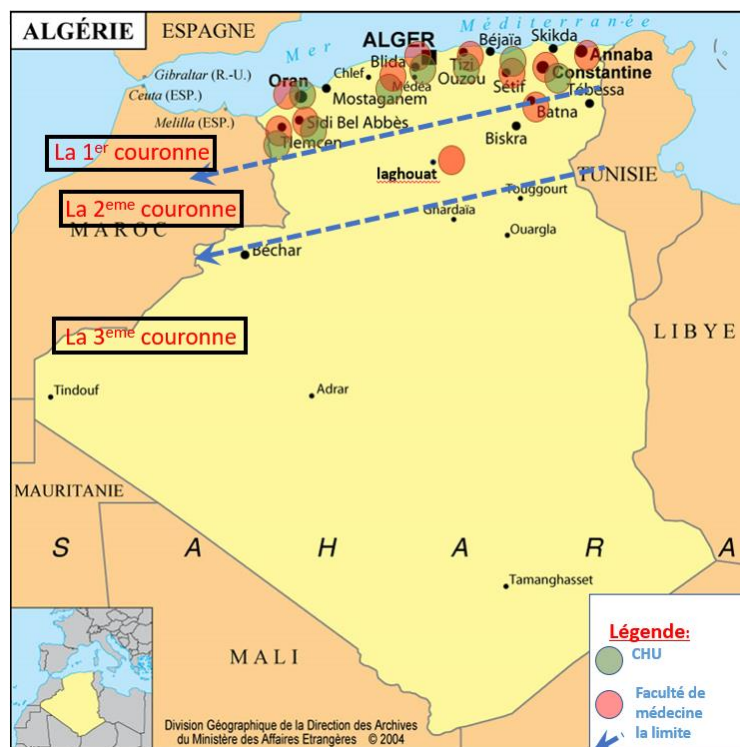 ALGÉRIE
ESPAGNE
Mer Méditerranée
Gibraltar (R.-U.)
Ceuta (ESP.)
Melilla (ESP.)
Oran
Mostaganem
Chlef
Blida
ALGER
Médéa
Tizi
Ouzou
Béjaïa
Sétif
Skikda
Constantine
Annaba
Tébessa
Batna
Sidi Bel Abbès
Tlemcen
Biskra
La 1er couronne
laghouat
TUNISIE
La 2eme couronne
MAROC
Touggourt
Ghardaïa
Ouargla
Béchar
La 3eme couronne
LIBYE
Tindouf
Adrar
MAURITANIE
SAHARA
Tamanghasset
MALI
Légende:
CHU
Faculté de
médecine
la limite
Division Géographique de la Direction des Archives
du Ministère des Affaires Etrangères © 2004